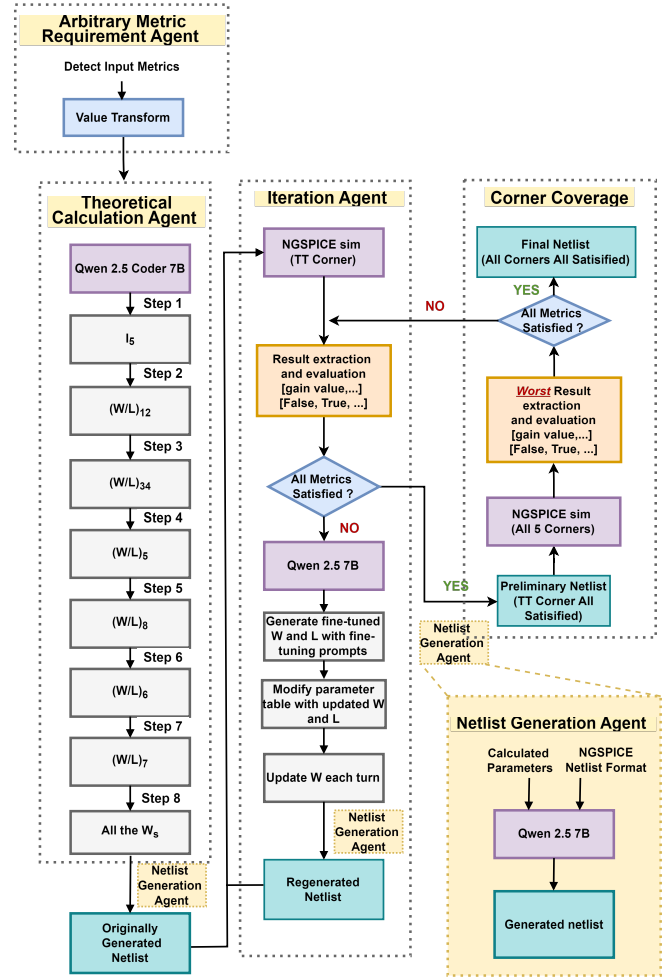 Arbitrary Metric
Requirement Agent
Detect Input Metrics
Value Transform
Theoretical
Calculation Agent
Qwen 2.5 Coder 7B
Step 1
I5
Step 2
(W/L)12
Step 3
(W/L)34
Step 4
(W/L)5
Step 5
(W/L)8
Step 6
(W/L)6
Step 7
(W/L)7
Step 8
All the Ws
Netlist
Generation
Agent
Originally
Generated
Netlist
Iteration Agent
NGSPICE sim
(TT Corner)
Result extraction
and evaluation
[gain value,...]
[False, True, ...]
All Metrics
Satisfied ?
NO
Qwen 2.5 7B
Generate fine-tuned
W and L with fine-
tuning prompts
Modify parameter
table with updated W
and L
Update W each turn
Netlist
Generation
Agent
Regenerated
Netlist
Corner Coverage
Final Netlist
(All Corners All Satisified)
YES
All Metrics
Satisfied ?
NO
Worst Result
extraction
and evaluation
[gain value,...]
[False, True, ...]
NGSPICE sim
(All 5 Corners)
YES
Preliminary Netlist
(TT Corner All
Satisfied)
Netlist
Generation
Agent
Netlist Generation Agent
Calculated
Parameters
NGSPICE
Netlist Format
Qwen 2.5 7B
Generated netlist